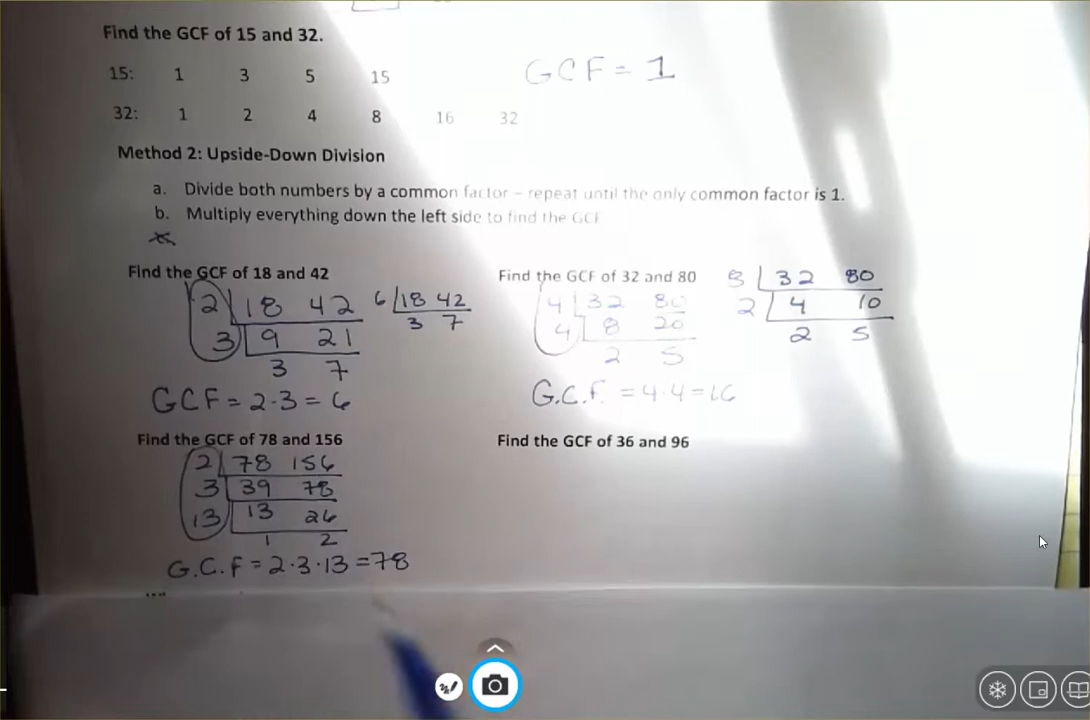 Find the GCF of 15 and 32.
15: 1 3 5 15
GCF = 1
32: 1 2 4 8 16 32
Method 2: Upside-Down Division
a. Divide both numbers by a common factor – repeat until the only common factor is 1.
b. Multiply everything down the left side to find the GCF
Find the GCF of 18 and 42
2 18 42
3 9 21
3 7
6 18 42
3 7
GCF = 2·3 = 6
Find the GCF of 32 and 80
4 32 80
4 8 20
2 5
8 32 80
2 4 10
2 5
G.C.F. = 4·4 = 16
Find the GCF of 78 and 156
2 78 156
3 39 78
13 13 26
1 2
G.C.F = 2·3·13 = 78
Find the GCF of 36 and 96